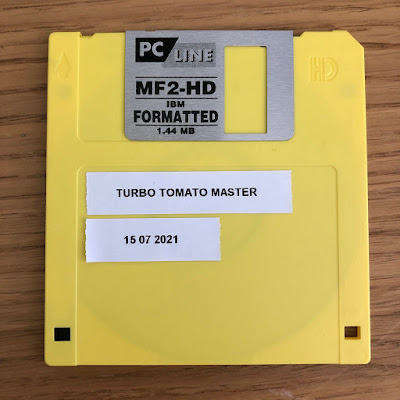 PC LINE
HD
MF2-HD
IBM
FORMATTED
1.44 MB
TURBO TOMATO MASTER
15 07 2021